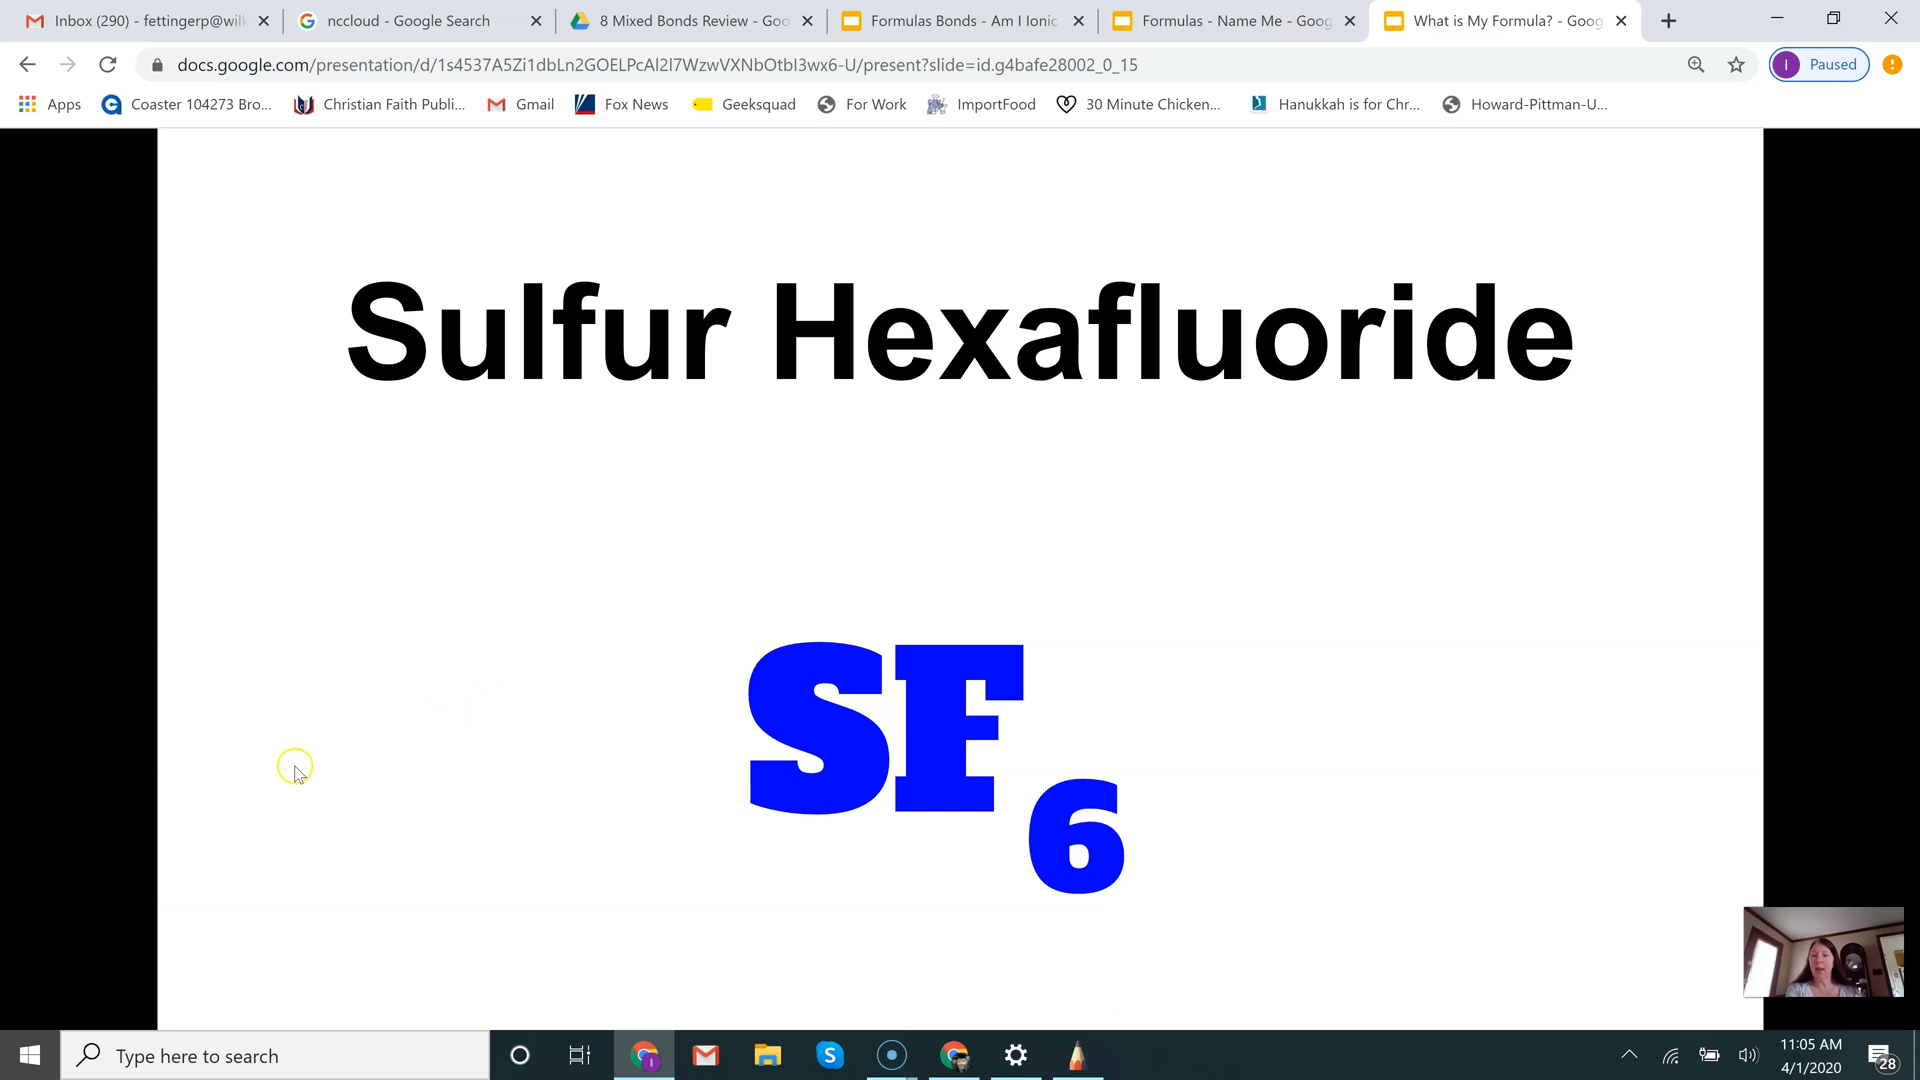 Inbox (290) - fettingerp@wilk
nccloud - Google Search
8 Mixed Bonds Review - Goo
Formulas Bonds - Am I Ionic
Formulas - Name Me - Goog
What is My Formula? - Goog
docs.google.com/presentation/d/1s4537A5Zi1dbLn2GOELPcAl2l7WzwVXNbOtbI3wx6-U/present?slide=id.g4bafe28002_0_15
I Paused
Apps
Coaster 104273 Bro...
Christian Faith Publi...
Gmail
Fox News
Geeksquad
For Work
ImportFood
30 Minute Chicken...
Hanukkah is for Chr...
Howard-Pittman-U...
Sulfur Hexafluoride
SF6
Type here to search
11:05 AM
4/1/2020
28